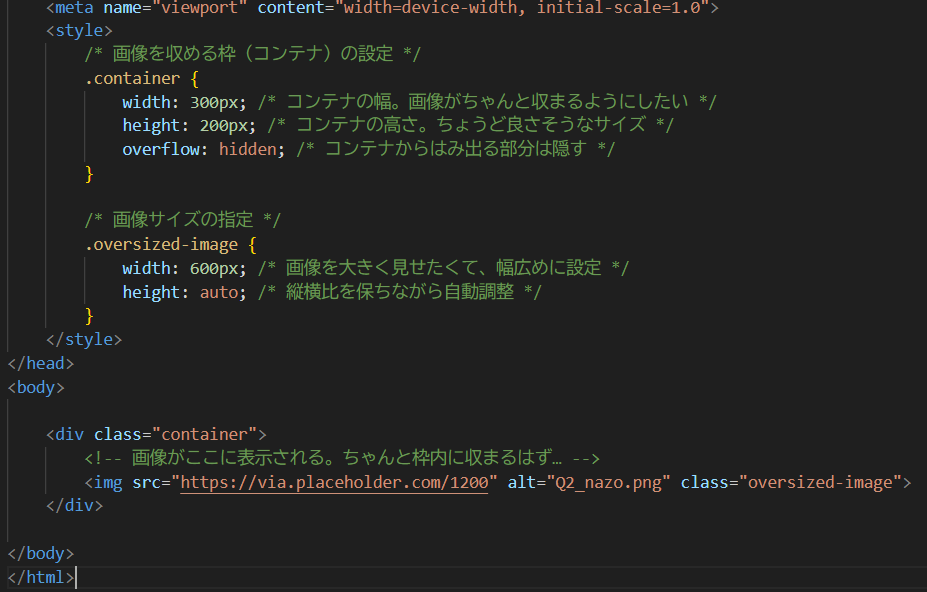 <meta name="viewport" content="width=device-width, initial-scale=1.0">
<style>
/* 画像を収める枠（コンテナ）の設定 */
.container {
width: 300px; /* コンテナの幅。画像がちゃんと収まるようにしたい */
height: 200px; /* コンテナの高さ。ちょうど良さそうなサイズ */
overflow: hidden; /* コンテナからはみ出る部分は隠す */
}
/* 画像サイズの指定 */
.oversized-image {
width: 600px; /* 画像を大きく見せたくて、幅広めに設定 */
height: auto; /* 縦横比を保ちながら自動調整 */
}
</style>
</head>
<body>
<div class="container">
<!-- 画像がここに表示される。ちゃんと枠内に収まるはず… -->
<img src="https://via.placeholder.com/1200" alt="Q2_nazo.png" class="oversized-image">
</div>
</body>
</html>